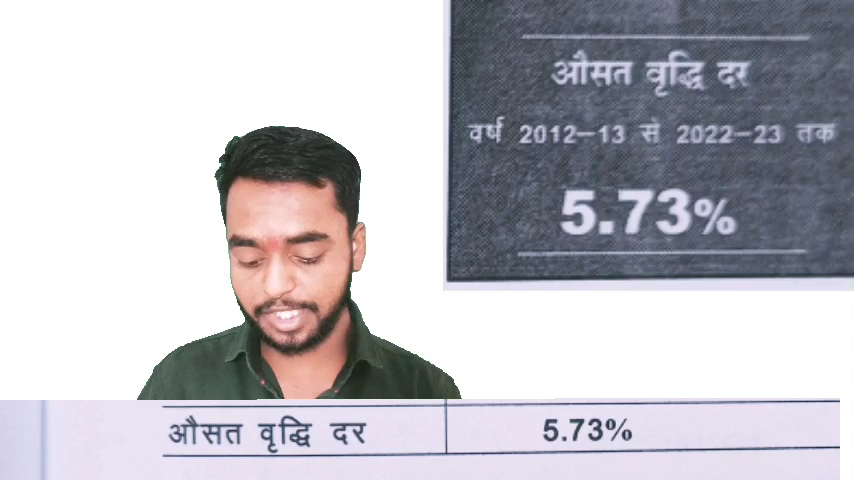 औसत वृद्धि दर
वर्ष 2012–13 से 2022–23 तक
5.73%
औसत वृद्धि दर 5.73%